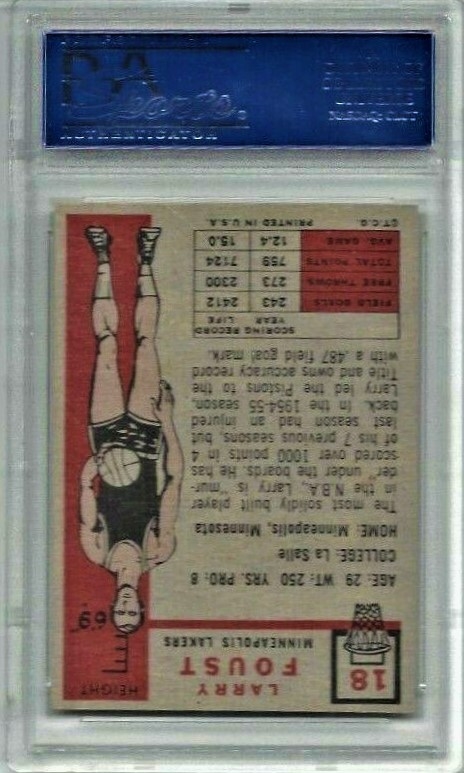 PSA
Sports
AUTHENTICATOR
18
LARRY
FOUST
MINNEAPOLIS LAKERS
HEIGHT
6'9"
AGE: 29 WT: 250 YRS. PRO: 8
COLLEGE: La Salle
HOME: Minneapolis, Minnesota
The most solidly built player
in the N.B.A., Larry is "mur-
der" under the boards. He has
scored over 1000 points in 4
of his 7 previous seasons, but
last season had an injured
back. In the 1954-55 season,
Larry led the Pistons to the
Title and owns accuracy record
with a .487 field goal mark.
SCORING RECORD YEAR LIFE
FIELD GOALS 243 2412
FREE THROWS 273 2300
TOTAL POINTS 759 7124
AVG. GAME 12.4 15.0
©T.C.G. PRINTED IN U.S.A.